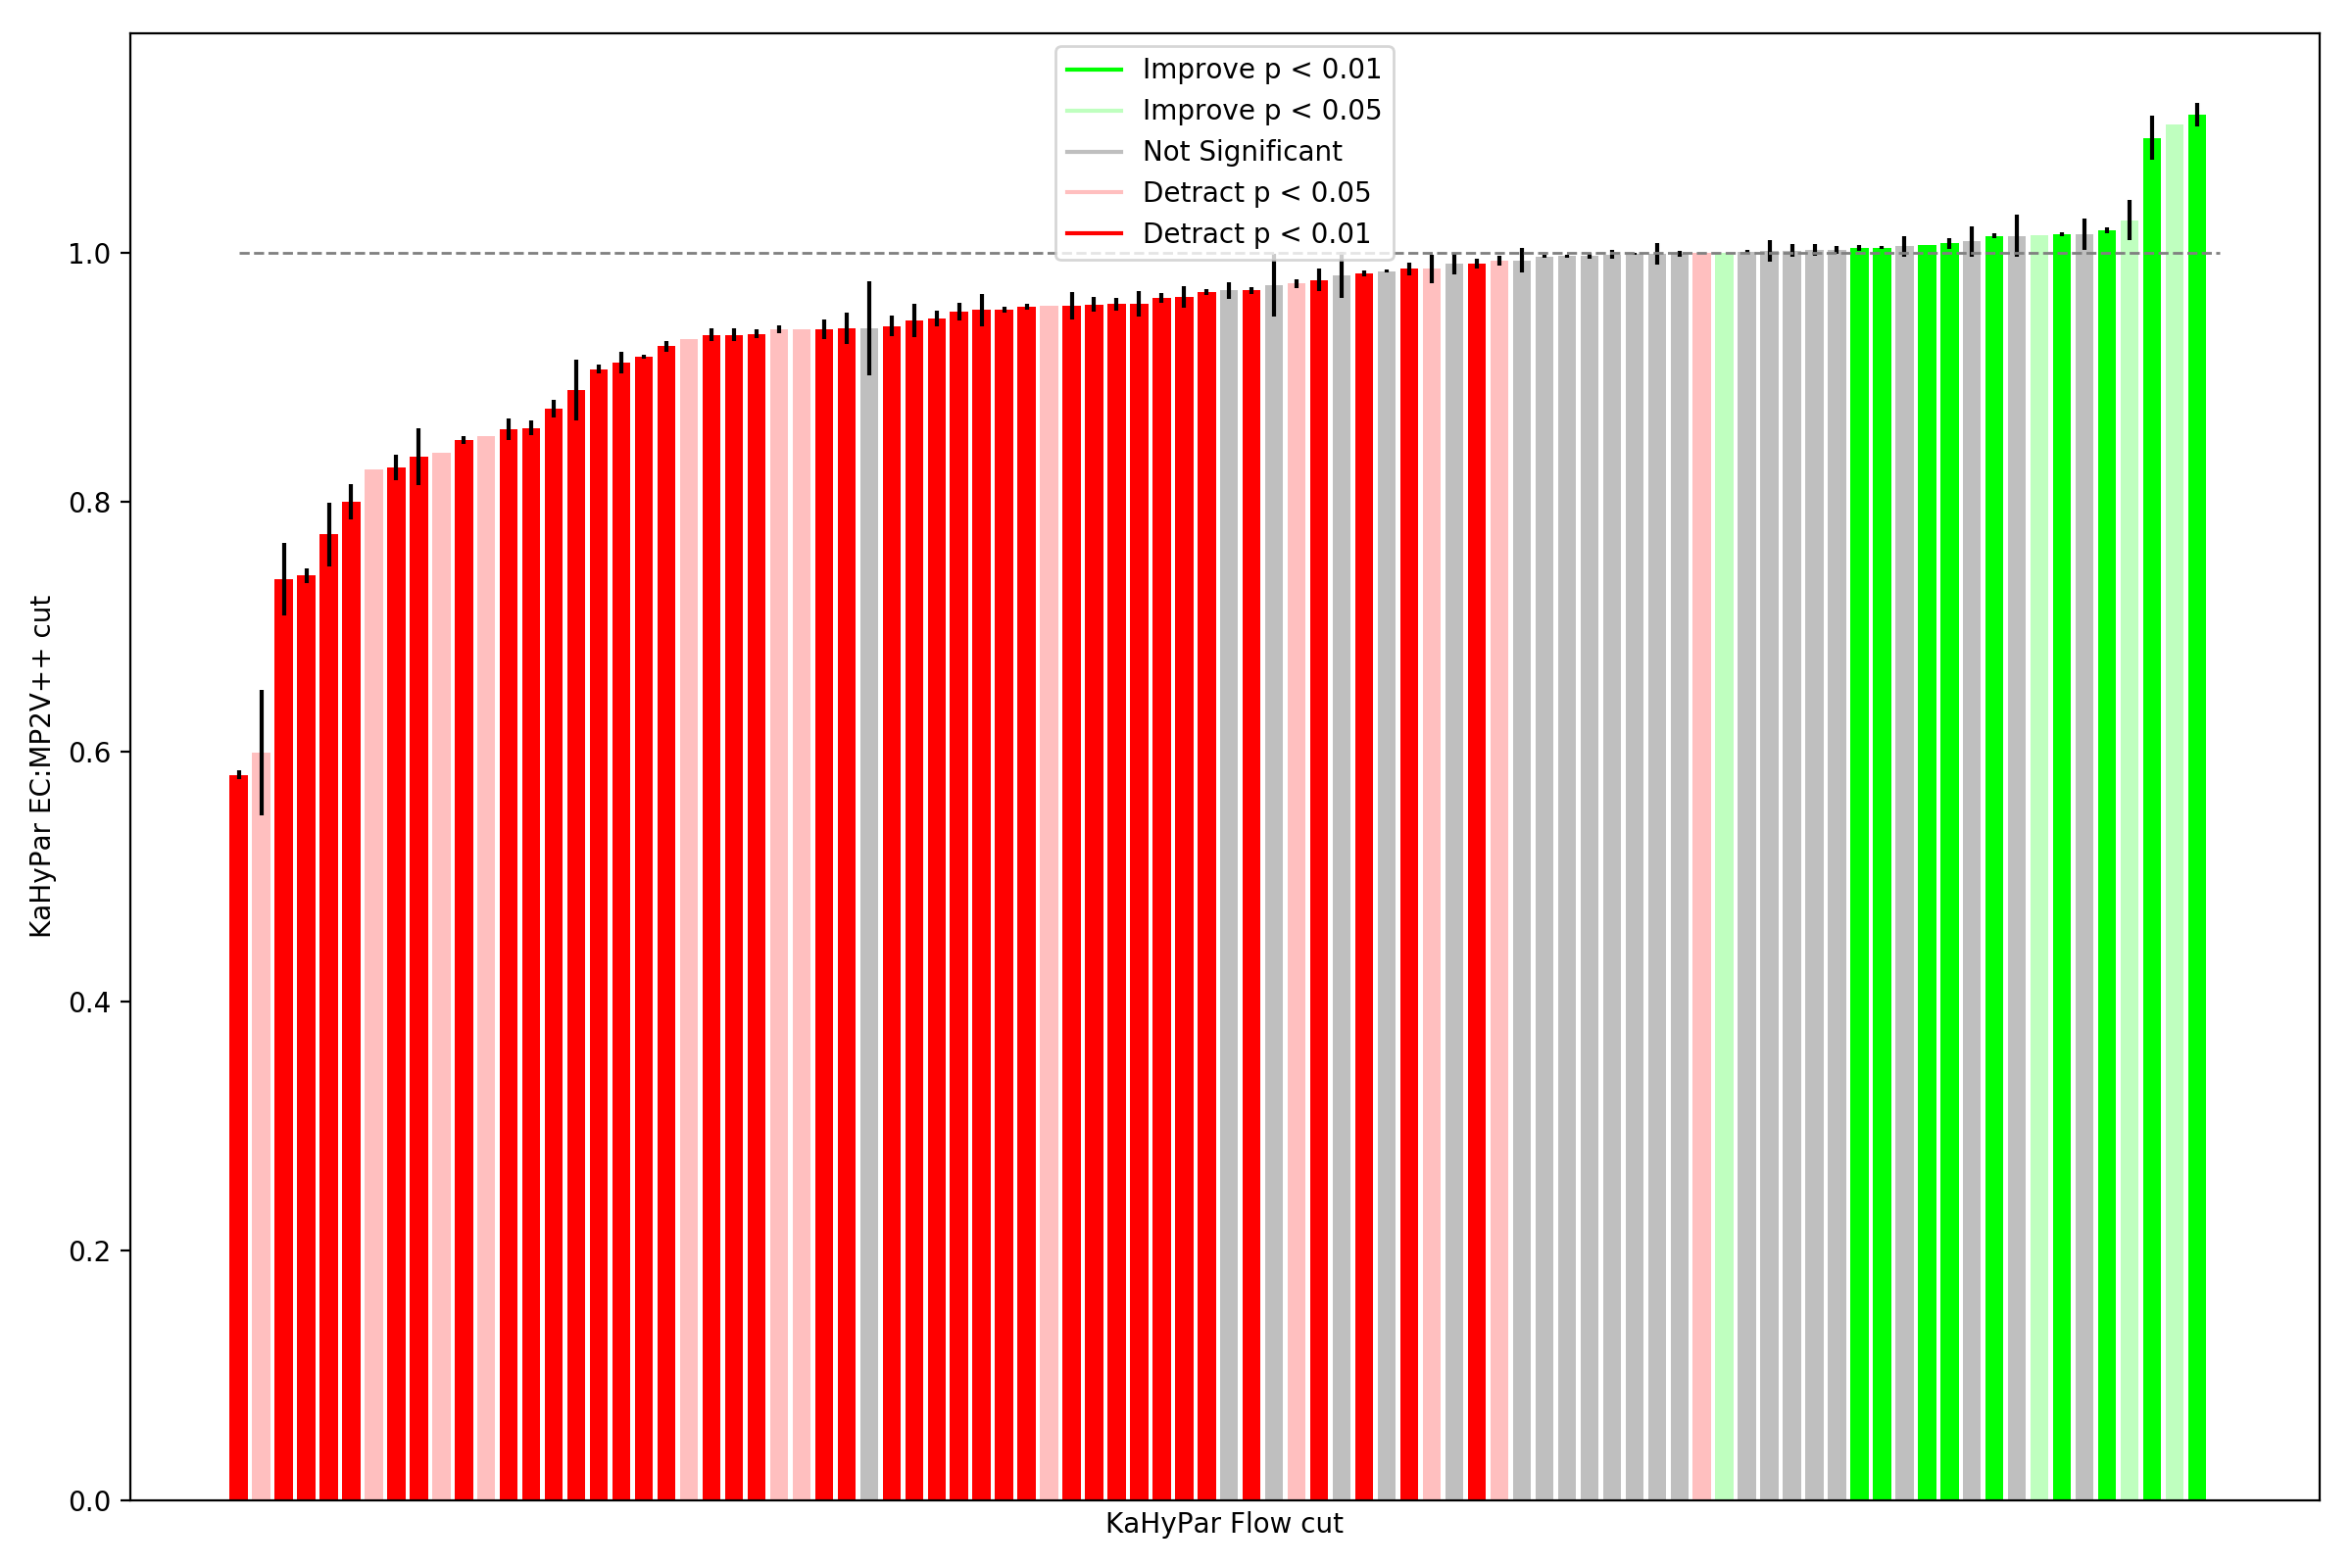 Improve p < 0.01
Improve p < 0.05
Not Significant
Detract p < 0.05
Detract p < 0.01
1.0
0.8
0.6
0.4
0.2
0.0
KaHyPar EC:MP2V++ cut
KaHyPar Flow cut